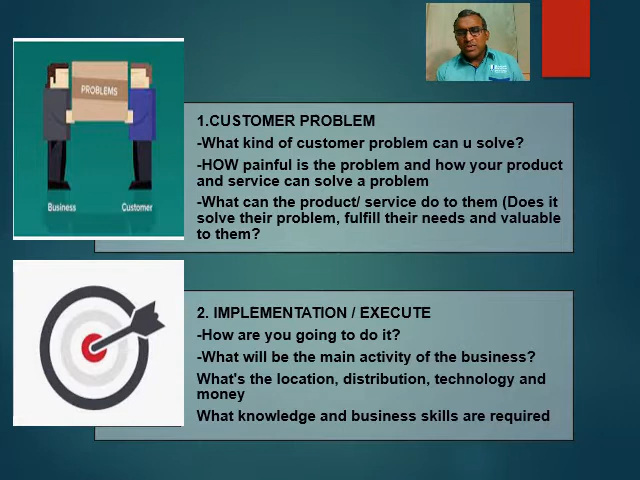 PROBLEMS
Business
Customer
1.CUSTOMER PROBLEM
-What kind of customer problem can u solve?
-HOW painful is the problem and how your product
and service can solve a problem
-What can the product/ service do to them (Does it
solve their problem, fulfill their needs and valuable
to them?
2. IMPLEMENTATION / EXECUTE
-How are you going to do it?
-What will be the main activity of the business?
What's the location, distribution, technology and
money
What knowledge and business skills are required